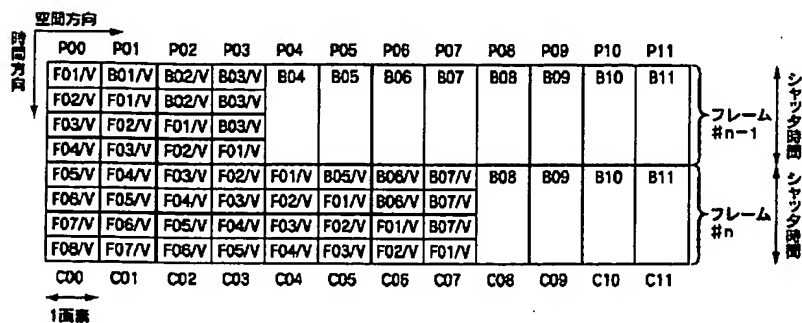 空間方向
時間方向
P00 P01 P02 P03 P04 P05 P06 P07 P08 P09 P10 P11
F01/V B01/V B02/V B03/V B04 B05 B06 B07 B08 B09 B10 B11
F02/V F01/V B02/V B03/V
F03/V F02/V F01/V B03/V
F04/V F03/V F02/V F01/V
フレーム
#n-1
シャッタ時間
F05/V F04/V F03/V F02/V F01/V B05/V B06/V B07/V B08 B09 B10 B11
F06/V F05/V F04/V F03/V F02/V F01/V B06/V B07/V
F07/V F06/V F05/V F04/V F03/V F02/V F01/V B07/V
F08/V F07/V F06/V F05/V F04/V F03/V F02/V F01/V
フレーム
#n
シャッタ時間
C00 C01 C02 C03 C04 C05 C06 C07 C08 C09 C10 C11
1画素